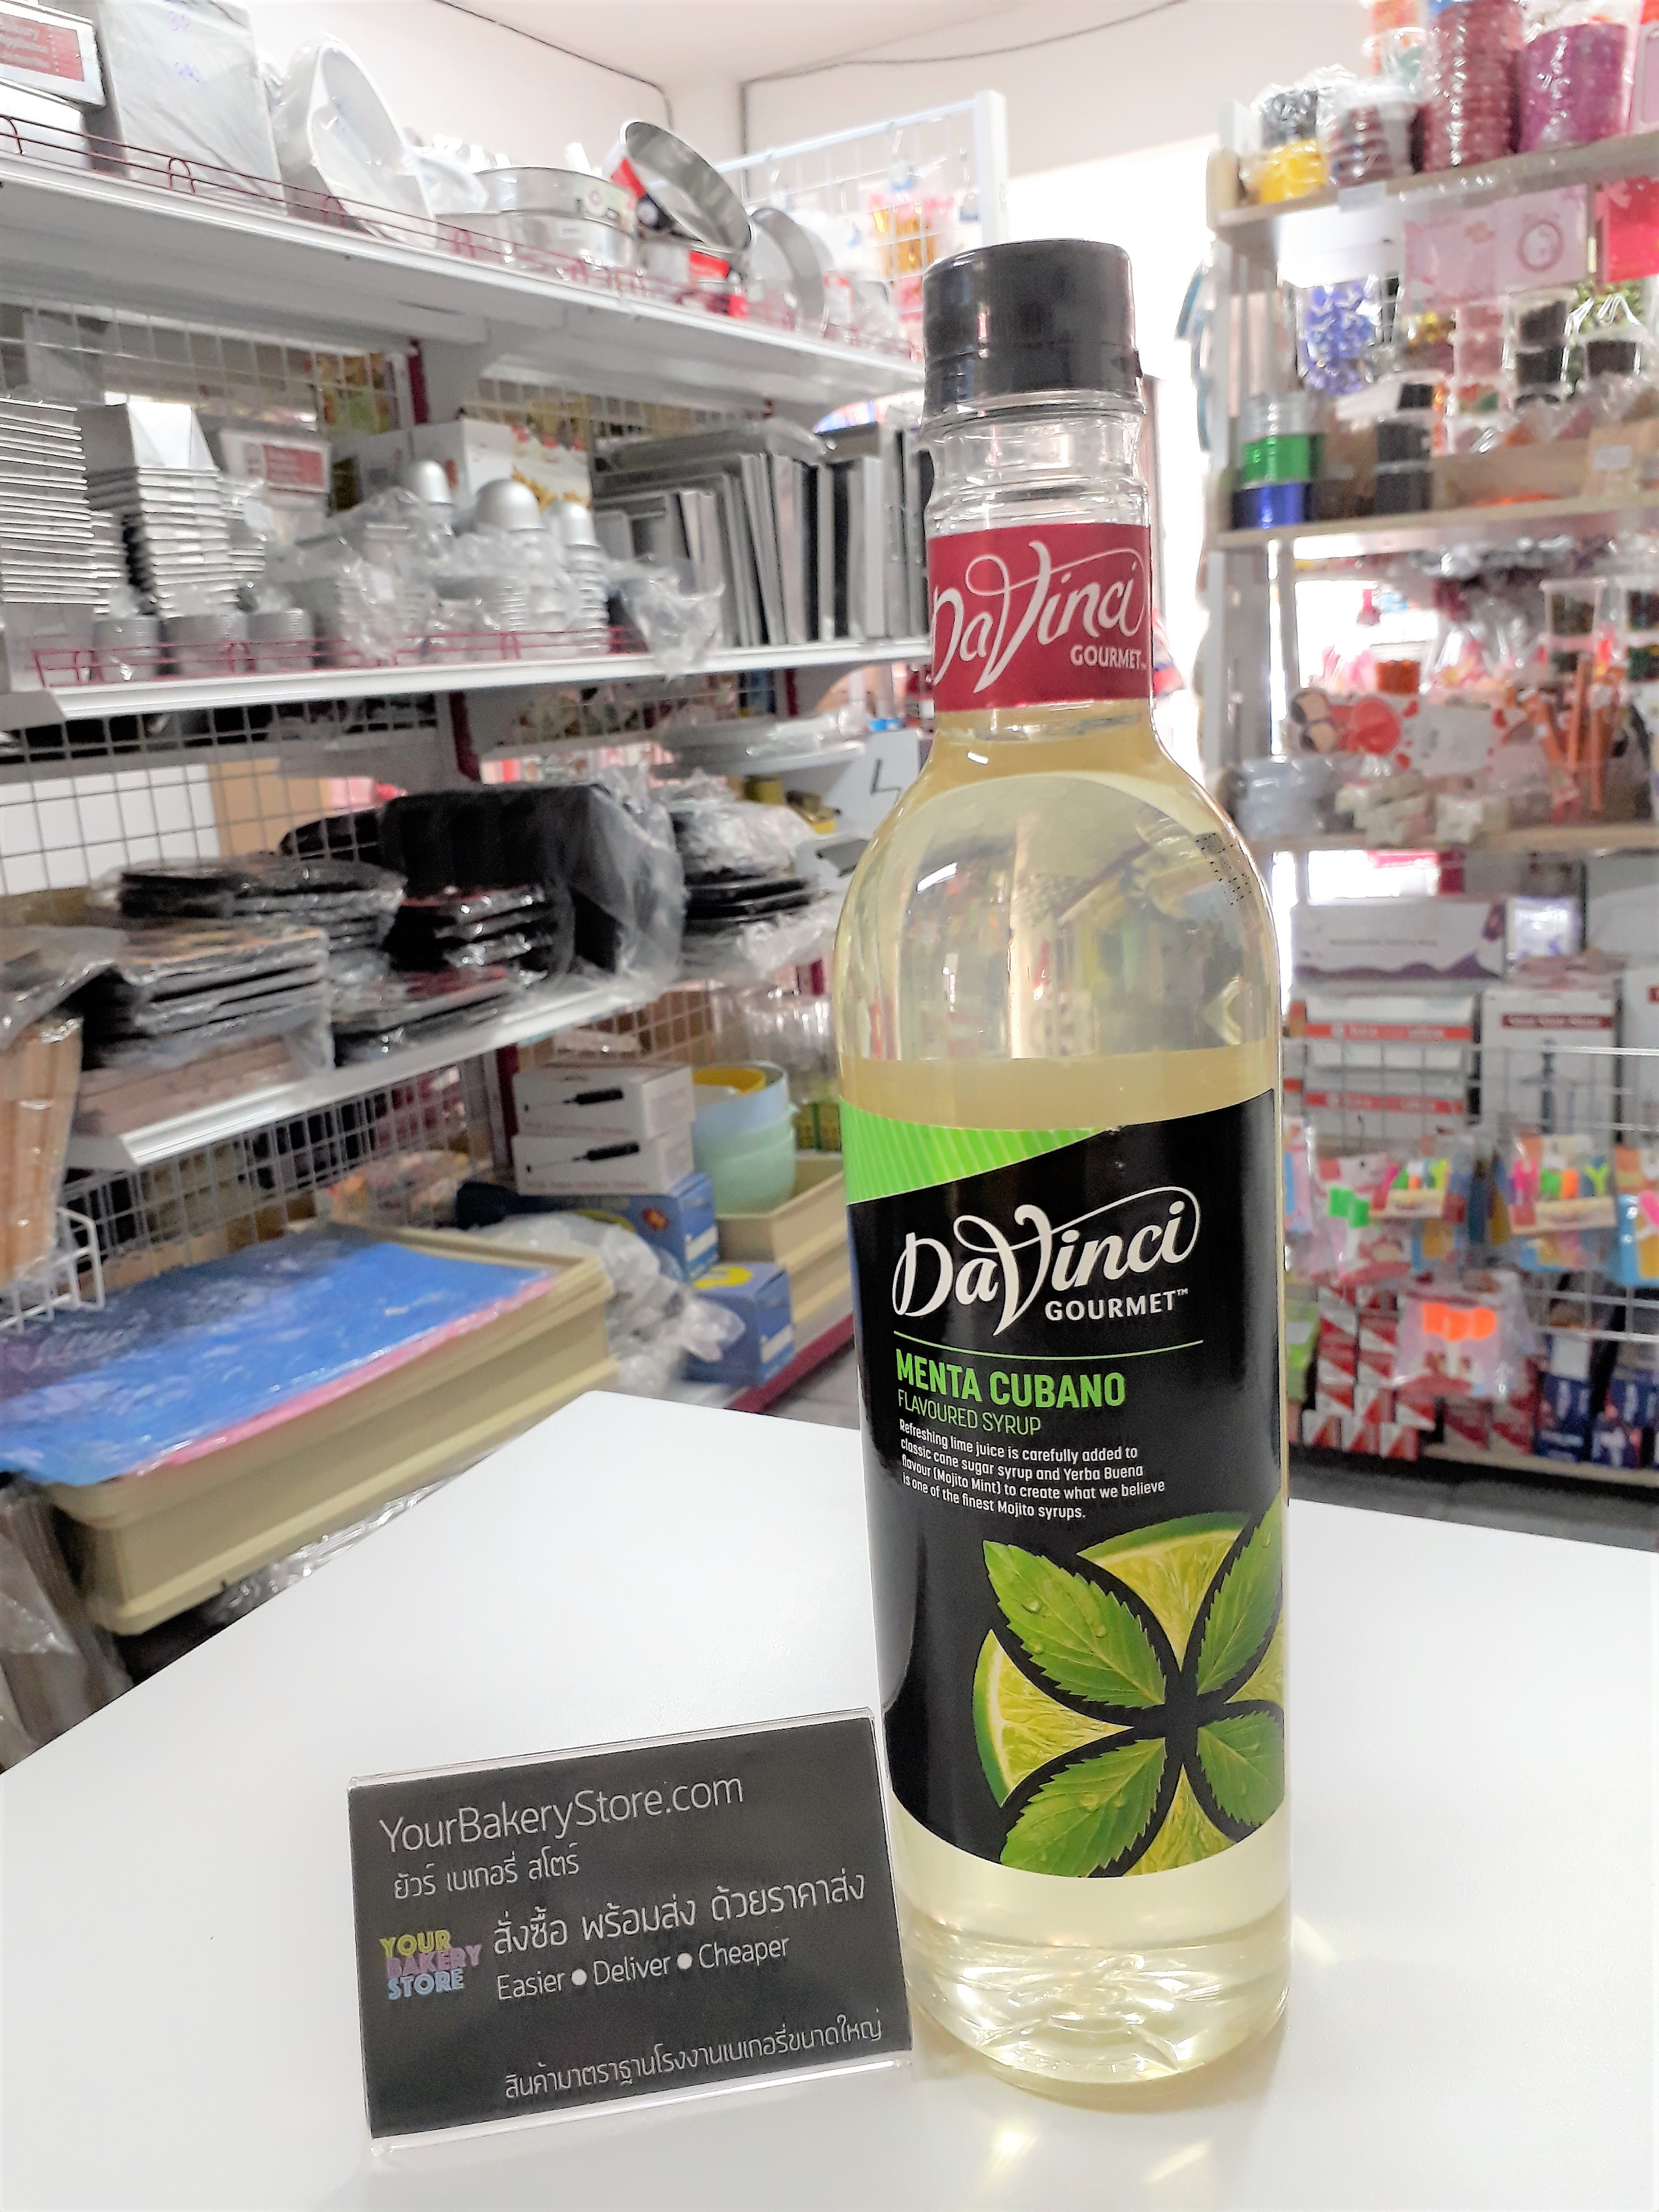 DaVinci
GOURMET
DaVinci
GOURMET™
MENTA CUBANO
FLAVOURED SYRUP
Refreshing lime juice is carefully added to
classic cane sugar syrup and Yerba Buena
flavour (Mojito Mint) to create what we believe
is one of the finest Mojito syrups.
YourBakeryStore.com
ยัวร์ เบเกอรี่ สโตร์
สั่งซื้อ พร้อมส่ง ด้วยราคาส่ง
YOUR
BAKERY
STORE
Easier ● Deliver ● Cheaper
สินค้ามาตราฐานโรงงานเบเกอรี่ขนาดใหญ่